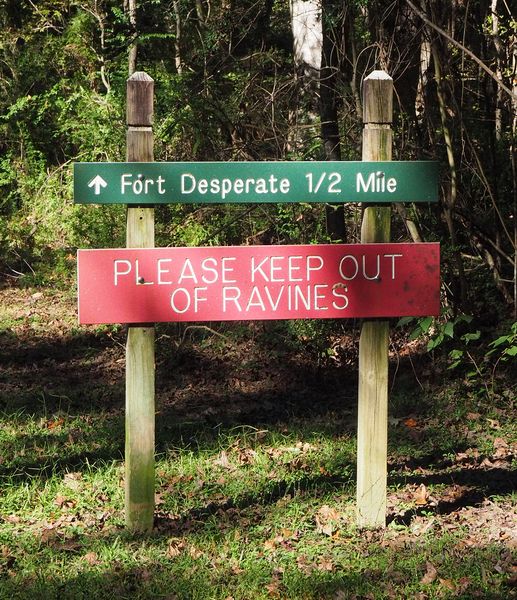 ↑ Fort Desperate 1/2 Mile
PLEASE KEEP OUT
OF RAVINES